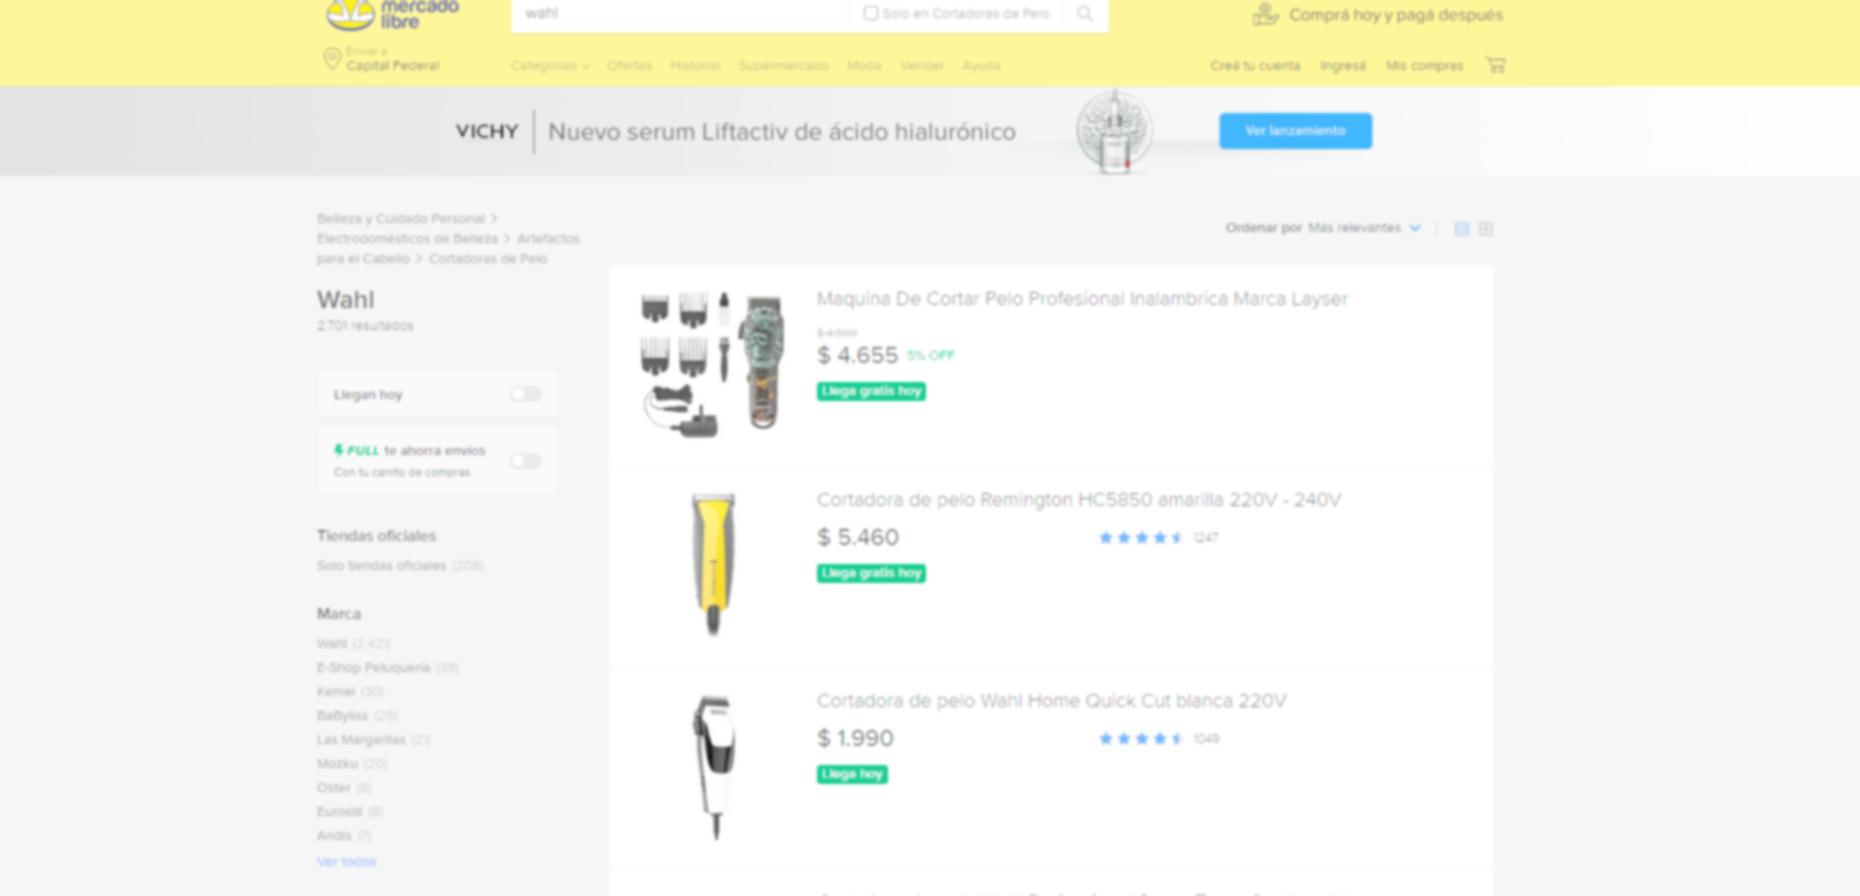 mercado
libre
wahl
Solo en Cortadoras de Pelo
Comprá hoy y pagá después
Enviar a
Capital Federal
Categorías
Ofertas
Historial
Supermercado
Moda
Vender
Ayuda
Creá tu cuenta
Ingresá
Mis compras
VICHY
Nuevo serum Liftactiv de ácido hialurónico
Ver lanzamiento
Belleza y Cuidado Personal >
Electrodomésticos de Belleza > Artefactos
para el Cabello > Cortadoras de Pelo
Wahl
2.701 resultados
Llegan hoy
FULL te ahorra envíos
Con tu carrito de compras
Tiendas oficiales
Solo tiendas oficiales (208)
Marca
Wahl (2.421)
E-Shop Peluquería (39)
Kemei (30)
BaByliss (25)
Las Margaritas (21)
Mozku (20)
Oster (8)
Eurostil (8)
Andis (7)
Ver todos
Ordenar por Más relevantes
Maquina De Cortar Pelo Profesional Inalambrica Marca Layser
$ 4.900
$ 4.655 5% OFF
Llega gratis hoy
Cortadora de pelo Remington HC5850 amarilla 220V - 240V
$ 5.460
1247
Llega gratis hoy
Cortadora de pelo Wahl Home Quick Cut blanca 220V
$ 1.990
1049
Llega hoy